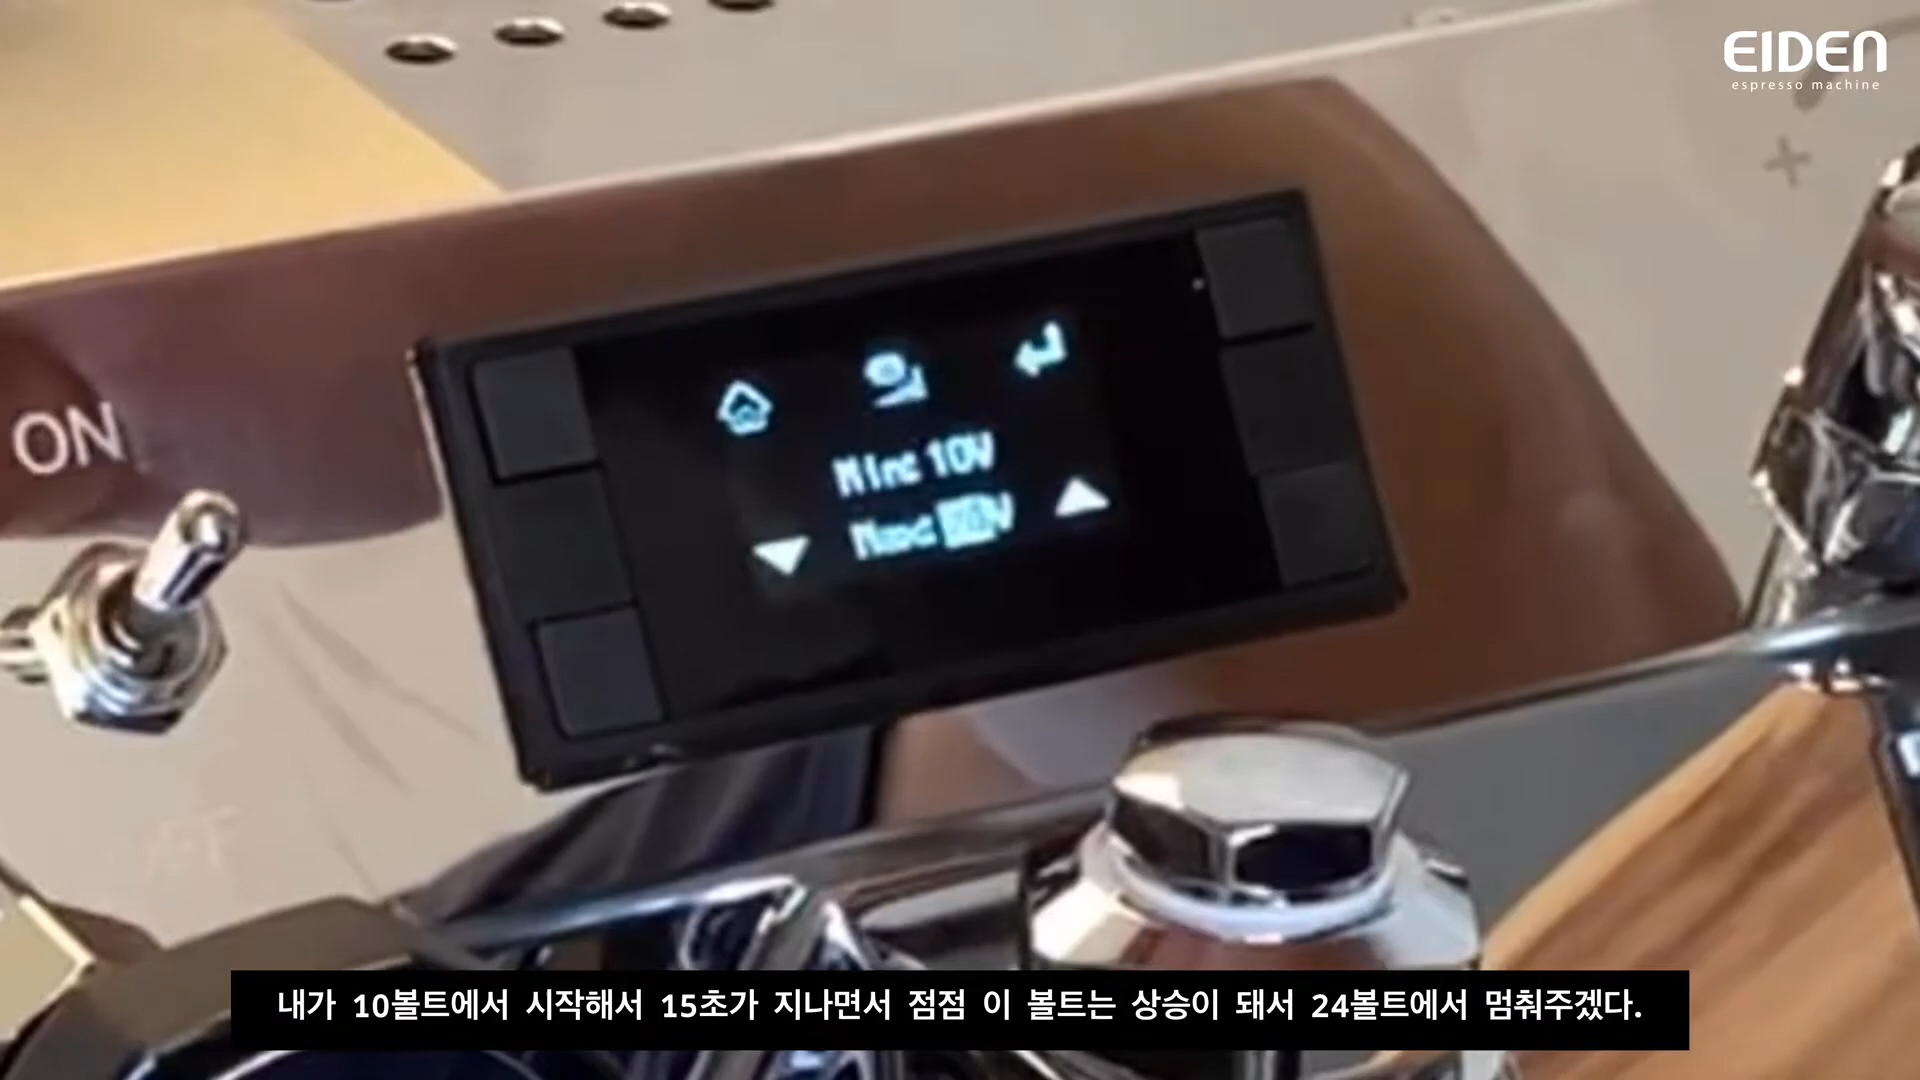 EIDEN
espresso machine
ON
Min: 10V
Max: V
내가 10볼트에서 시작해서 15초가 지나면서 점점 이 볼트는 상승이 돼서 24볼트에서 멈춰주겠다.